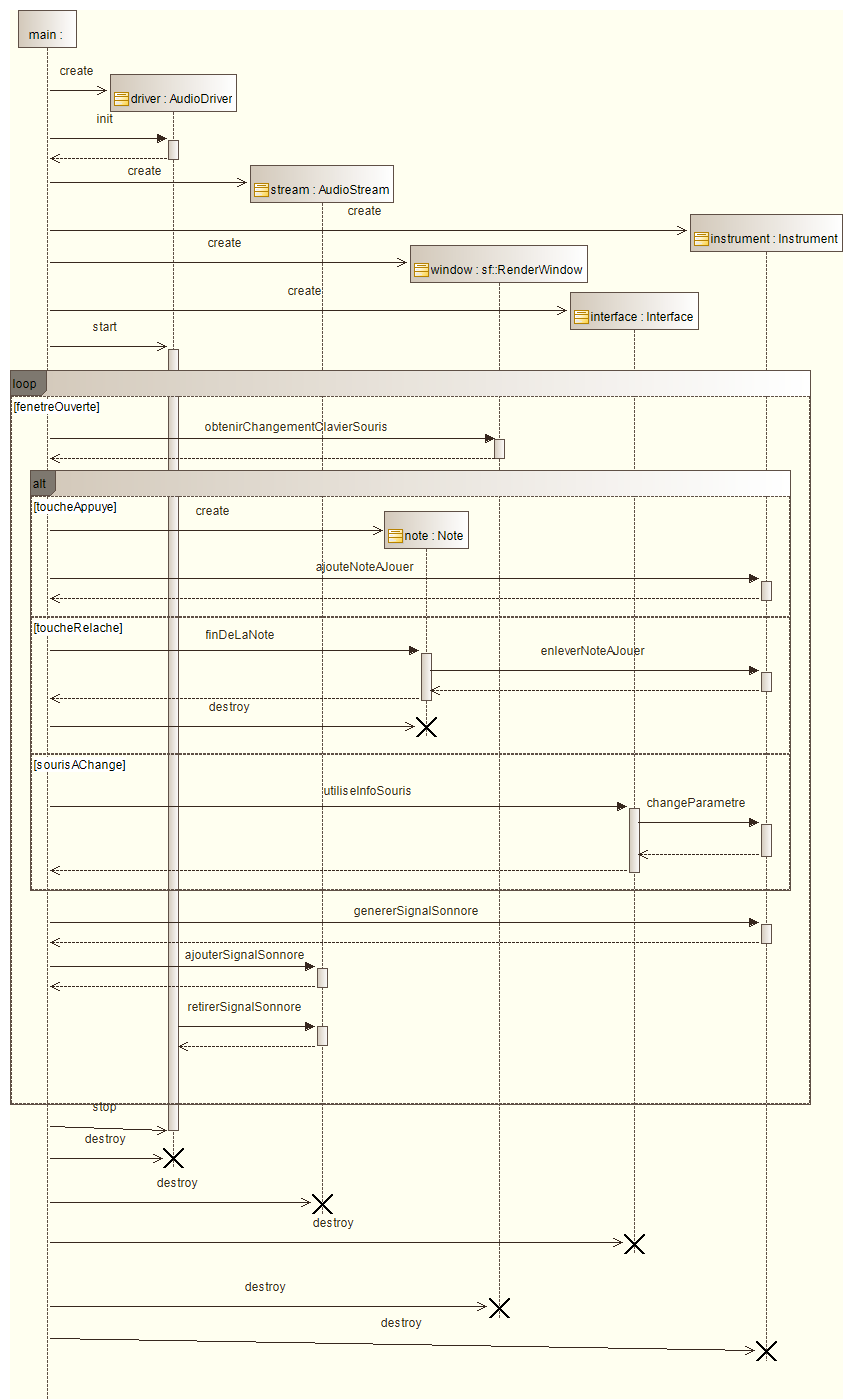 main :
create
driver : AudioDriver
init
create
stream : AudioStream
create
instrument : Instrument
create
window : sf::RenderWindow
create
interface : Interface
start
loop
[fenetreOuverte]
obtenirChangementClavierSouris
alt
[toucheAppuye]
create
note : Note
ajouteNoteAJouer
[toucheRelache]
finDeLaNote
enleverNoteAJouer
destroy
[sourisAChange]
utiliseInfoSouris
changeParametre
genererSignalSonnore
ajouterSignalSonnore
retirerSignalSonnore
stop
destroy
destroy
destroy
destroy
destroy